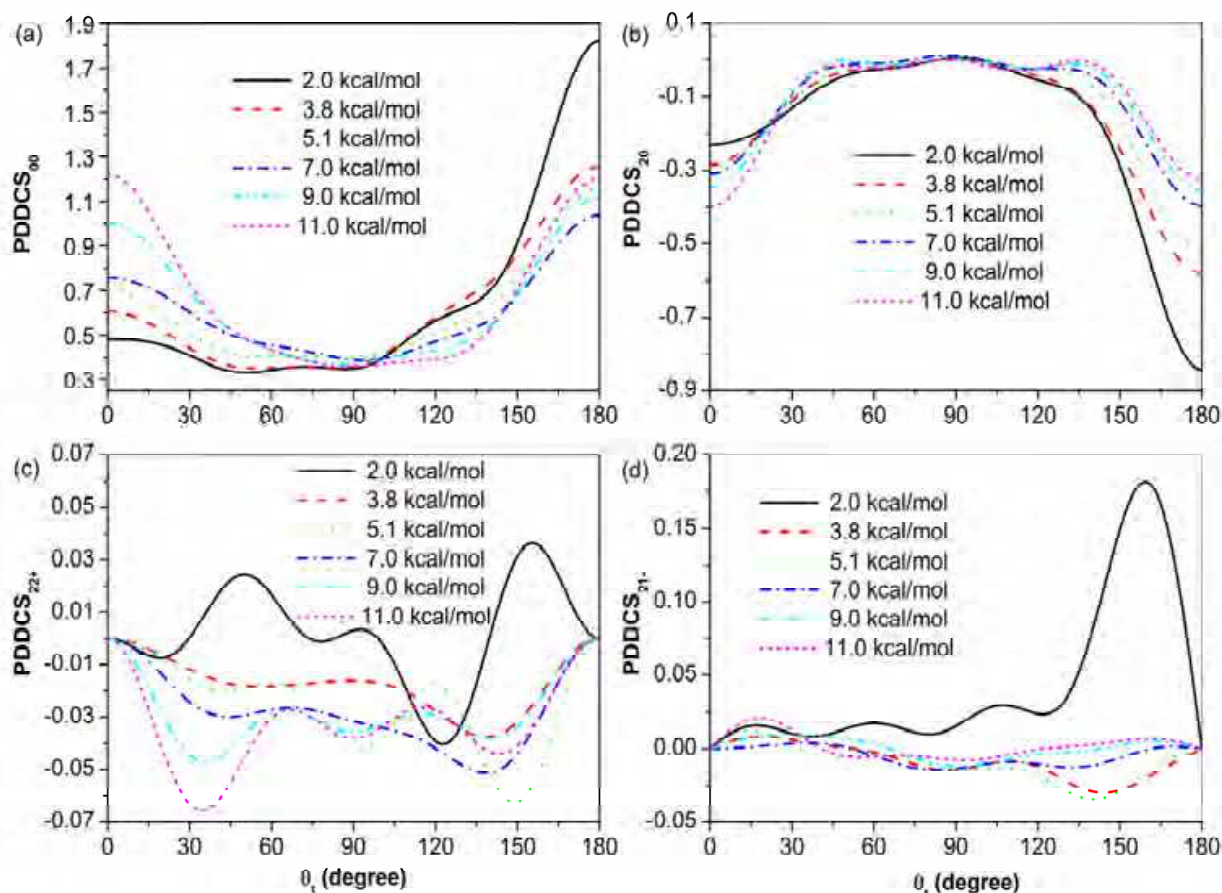 (a)
1.9
1.7
1.5
1.3
1.1
0.9
0.7
0.5
0.3
PDDCS00
2.0 kcal/mol
3.8 kcal/mol
5.1 kcal/mol
7.0 kcal/mol
9.0 kcal/mol
11.0 kcal/mol
0 30 60 90 120 150 180
(b)
0.1
-0.1
-0.3
-0.5
-0.7
-0.9
PDDCS20
2.0 kcal/mol
3.8 kcal/mol
5.1 kcal/mol
7.0 kcal/mol
9.0 kcal/mol
11.0 kcal/mol
0 30 60 90 120 150 180
(c)
0.07
0.05
0.03
0.01
-0.01
-0.03
-0.05
-0.07
PDDCS22+
2.0 kcal/mol
3.8 kcal/mol
5.1 kcal/mol
7.0 kcal/mol
9.0 kcal/mol
11.0 kcal/mol
0 30 60 90 120 150 180
θt (degree)
(d)
0.20
0.15
0.10
0.05
0.00
-0.05
PDDCS21-
2.0 kcal/mol
3.8 kcal/mol
5.1 kcal/mol
7.0 kcal/mol
9.0 kcal/mol
11.0 kcal/mol
0 30 60 90 120 150 180
θt (degree)